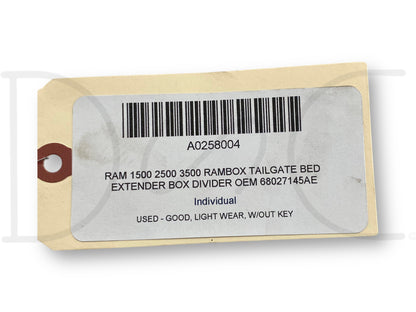 A0258004
RAM 1500 2500 3500 RAMBOX TAILGATE BED
EXTENDER BOX DIVIDER OEM 68027145AE
Individual
USED - GOOD, LIGHT WEAR, W/OUT KEY